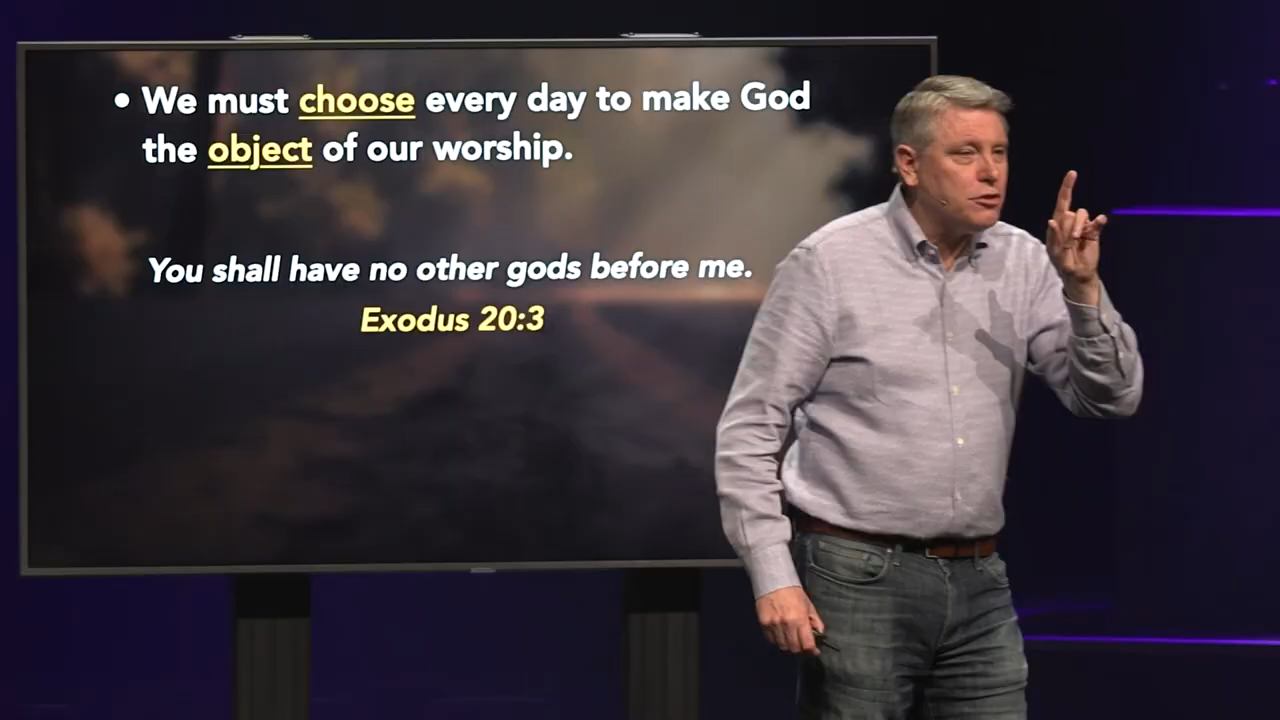 • We must choose every day to make God
the object of our worship.
You shall have no other gods before me.
Exodus 20:3